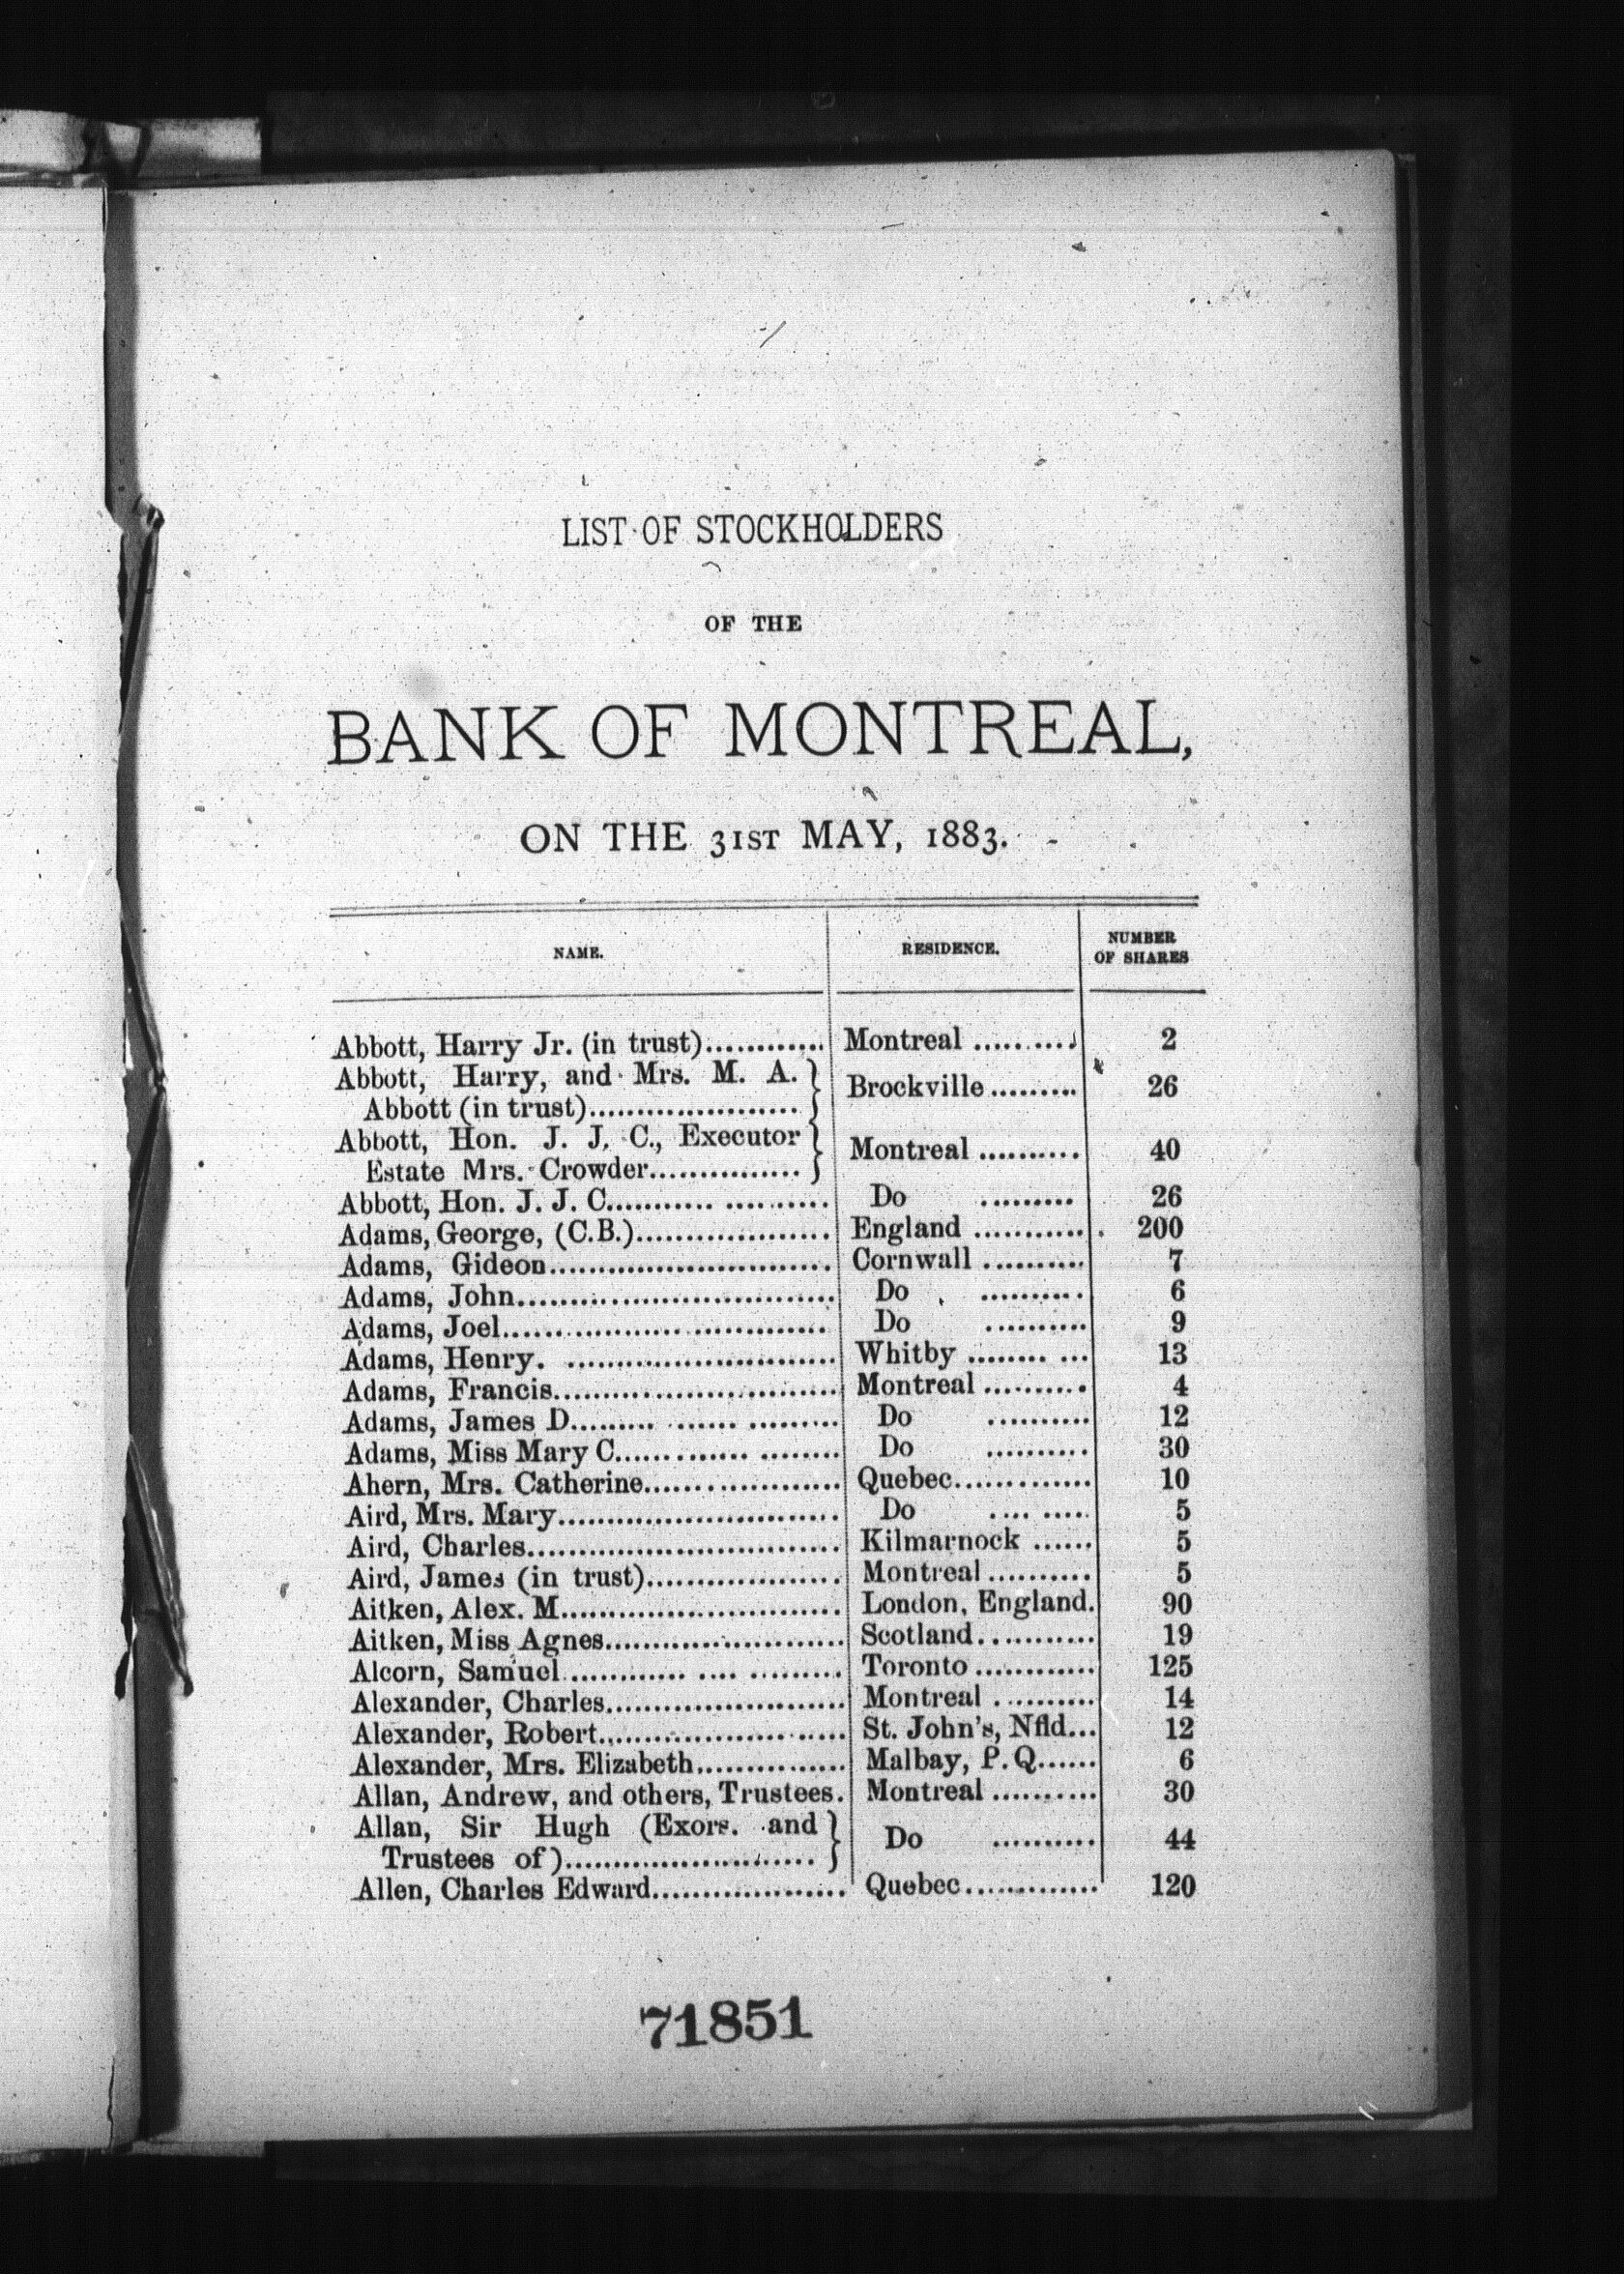 LIST OF STOCKHOLDERS
OF THE
BANK OF MONTREAL,
ON THE 31ST MAY, 1883.
NAME. RESIDENCE. NUMBER OF SHARES
Abbott, Harry Jr. (in trust)............ Montreal .......... 2
Abbott, Harry, and Mrs. M. A.
Abbott (in trust)..................... } Brockville......... 26
Abbott, Hon. J. J. C., Executor
Estate Mrs. Crowder............... } Montreal .......... 40
Abbott, Hon. J. J. C...................... Do ......... 26
Adams, George, (C.B.)................... England ........... 200
Adams, Gideon............................ Cornwall .......... 7
Adams, John............................... Do .......... 6
Adams, Joel................................ Do .......... 9
Adams, Henry. ........................... Whitby ........ ... 13
Adams, Francis............................ Montreal .......... 4
Adams, James D......... ....... ......... Do .......... 12
Adams, Miss Mary C............. ........ Do .......... 30
Ahern, Mrs. Catherine.................... Quebec............. 10
Aird, Mrs. Mary............................ Do .... ..... 5
Aird, Charles............................... Kilmarnock ...... 5
Aird, James (in trust)................... Montreal .......... 5
Aitken, Alex. M............................ London, England. 90
Aitken, Miss Agnes........................ Scotland............ 19
Alcorn, Samuel............ .... ......... Toronto ............ 125
Alexander, Charles........................ Montreal .......... 14
Alexander, Robert......................... St. John's, Nfld... 12
Alexander, Mrs. Elizabeth............... Malbay, P.Q...... 6
Allan, Andrew, and others, Trustees. Montreal .......... 30
Allan, Sir Hugh (Exors. and
Trustees of)......................... } Do .......... 44
Allen, Charles Edward................... Quebec............. 120
71851